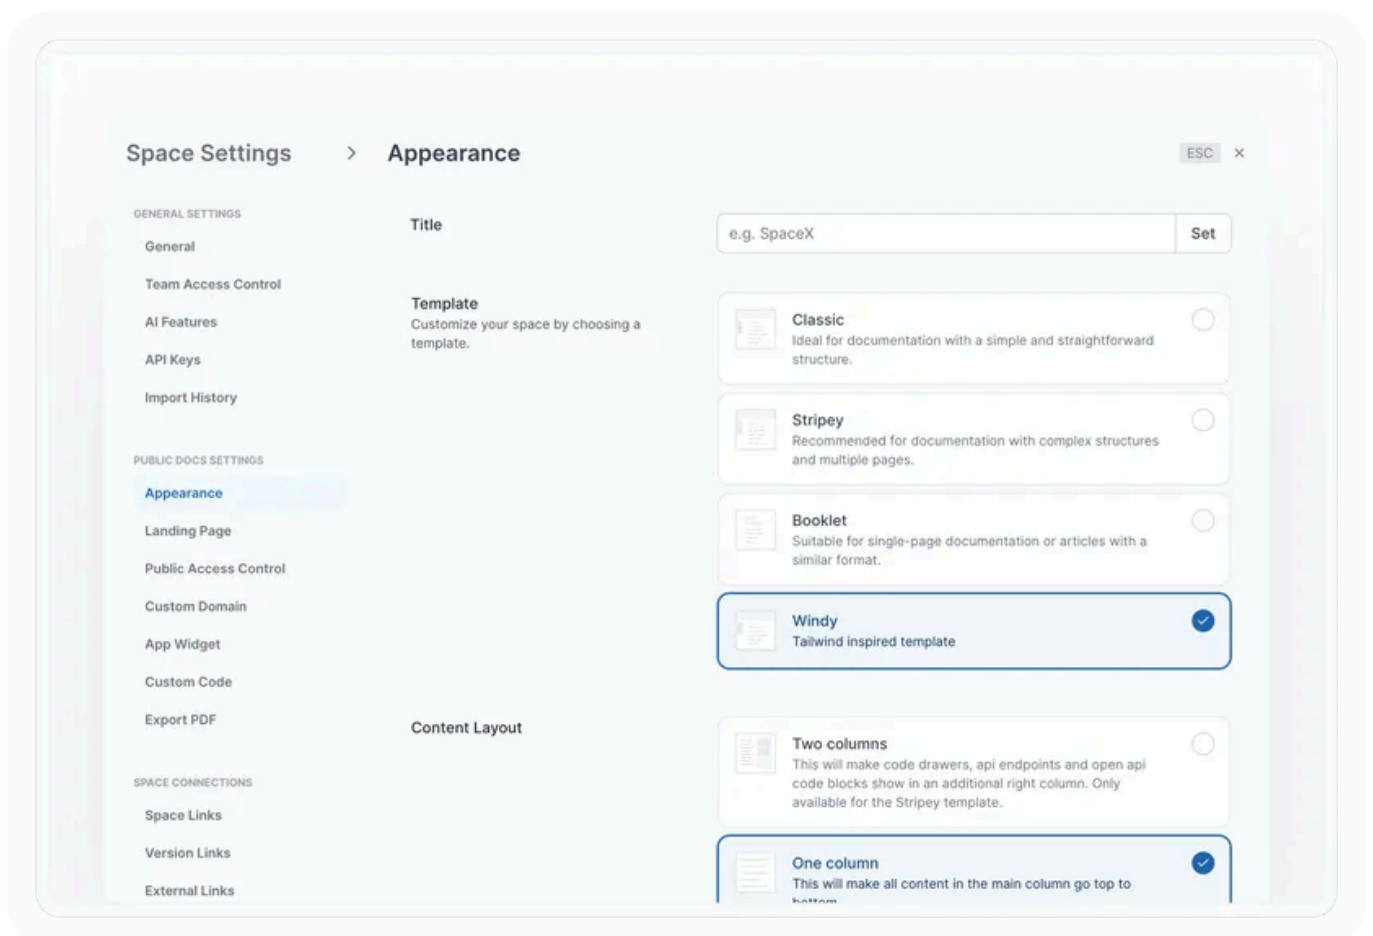 Space Settings > Appearance
ESC ×
GENERAL SETTINGS
General
Team Access Control
AI Features
API Keys
Import History
PUBLIC DOCS SETTINGS
Appearance
Landing Page
Public Access Control
Custom Domain
App Widget
Custom Code
Export PDF
SPACE CONNECTIONS
Space Links
Version Links
External Links
Title
e.g. SpaceX
Set
Template
Customize your space by choosing a
template.
Classic
Ideal for documentation with a simple and straightforward
structure.
Stripey
Recommended for documentation with complex structures
and multiple pages.
Booklet
Suitable for single-page documentation or articles with a
similar format.
Windy
Tailwind inspired template
Content Layout
Two columns
This will make code drawers, api endpoints and open api
code blocks show in an additional right column. Only
available for the Stripey template.
One column
This will make all content in the main column go top to
bottom